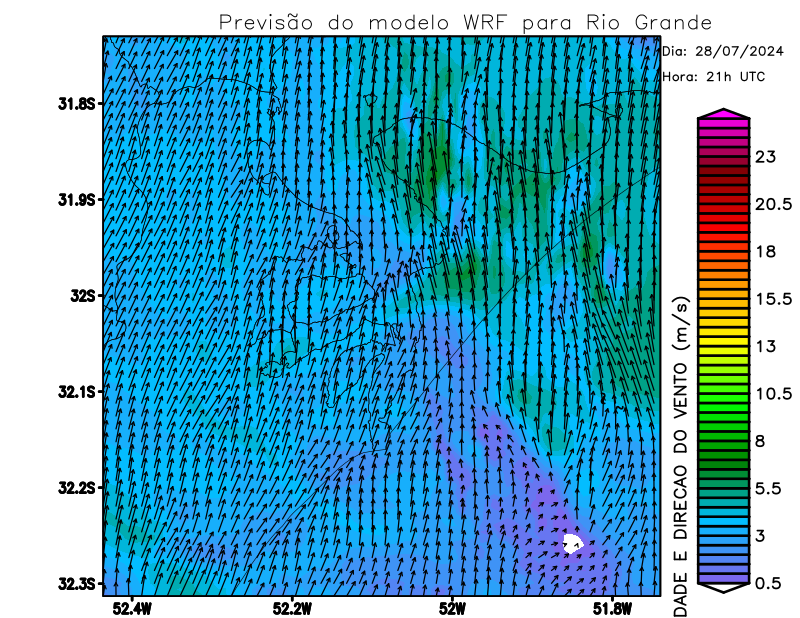 Previsão do modelo WRF para Rio Grande
Dia: 28/07/2024
Hora: 21h UTC
31.8S
31.9S
32S
32.1S
32.2S
32.3S
52.4W
52.2W
52W
51.8W
23
20.5
18
15.5
13
10.5
8
5.5
3
0.5
DADE E DIRECAO DO VENTO (m/s)